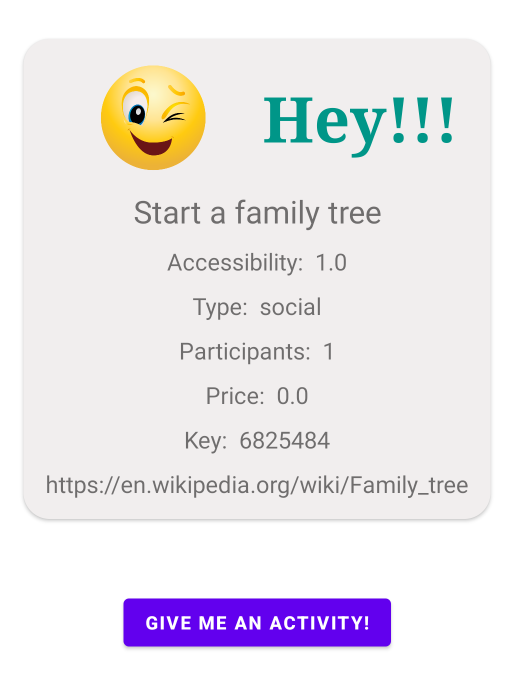 Hey!!!
Start a family tree
Accessibility: 1.0
Type: social
Participants: 1
Price: 0.0
Key: 6825484
https://en.wikipedia.org/wiki/Family_tree
GIVE ME AN ACTIVITY!